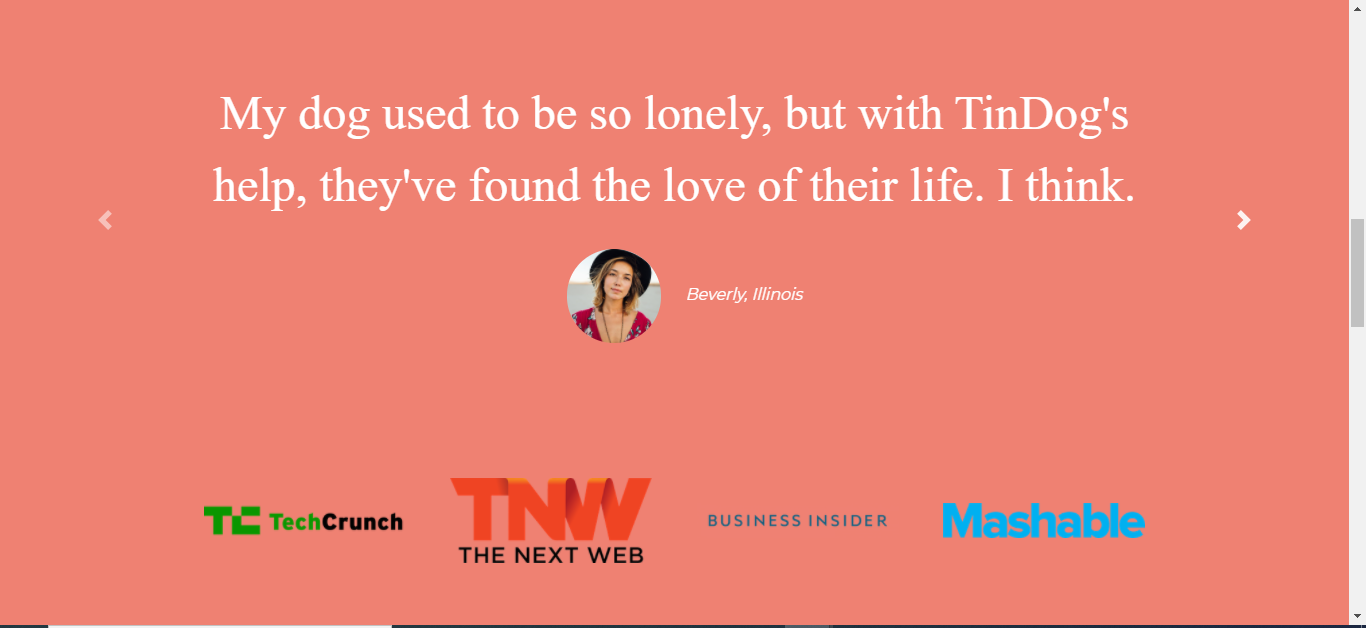 My dog used to be so lonely, but with TinDog's
help, they've found the love of their life. I think.
Beverly, Illinois
TC TechCrunch
TNW
THE NEXT WEB
BUSINESS INSIDER
Mashable